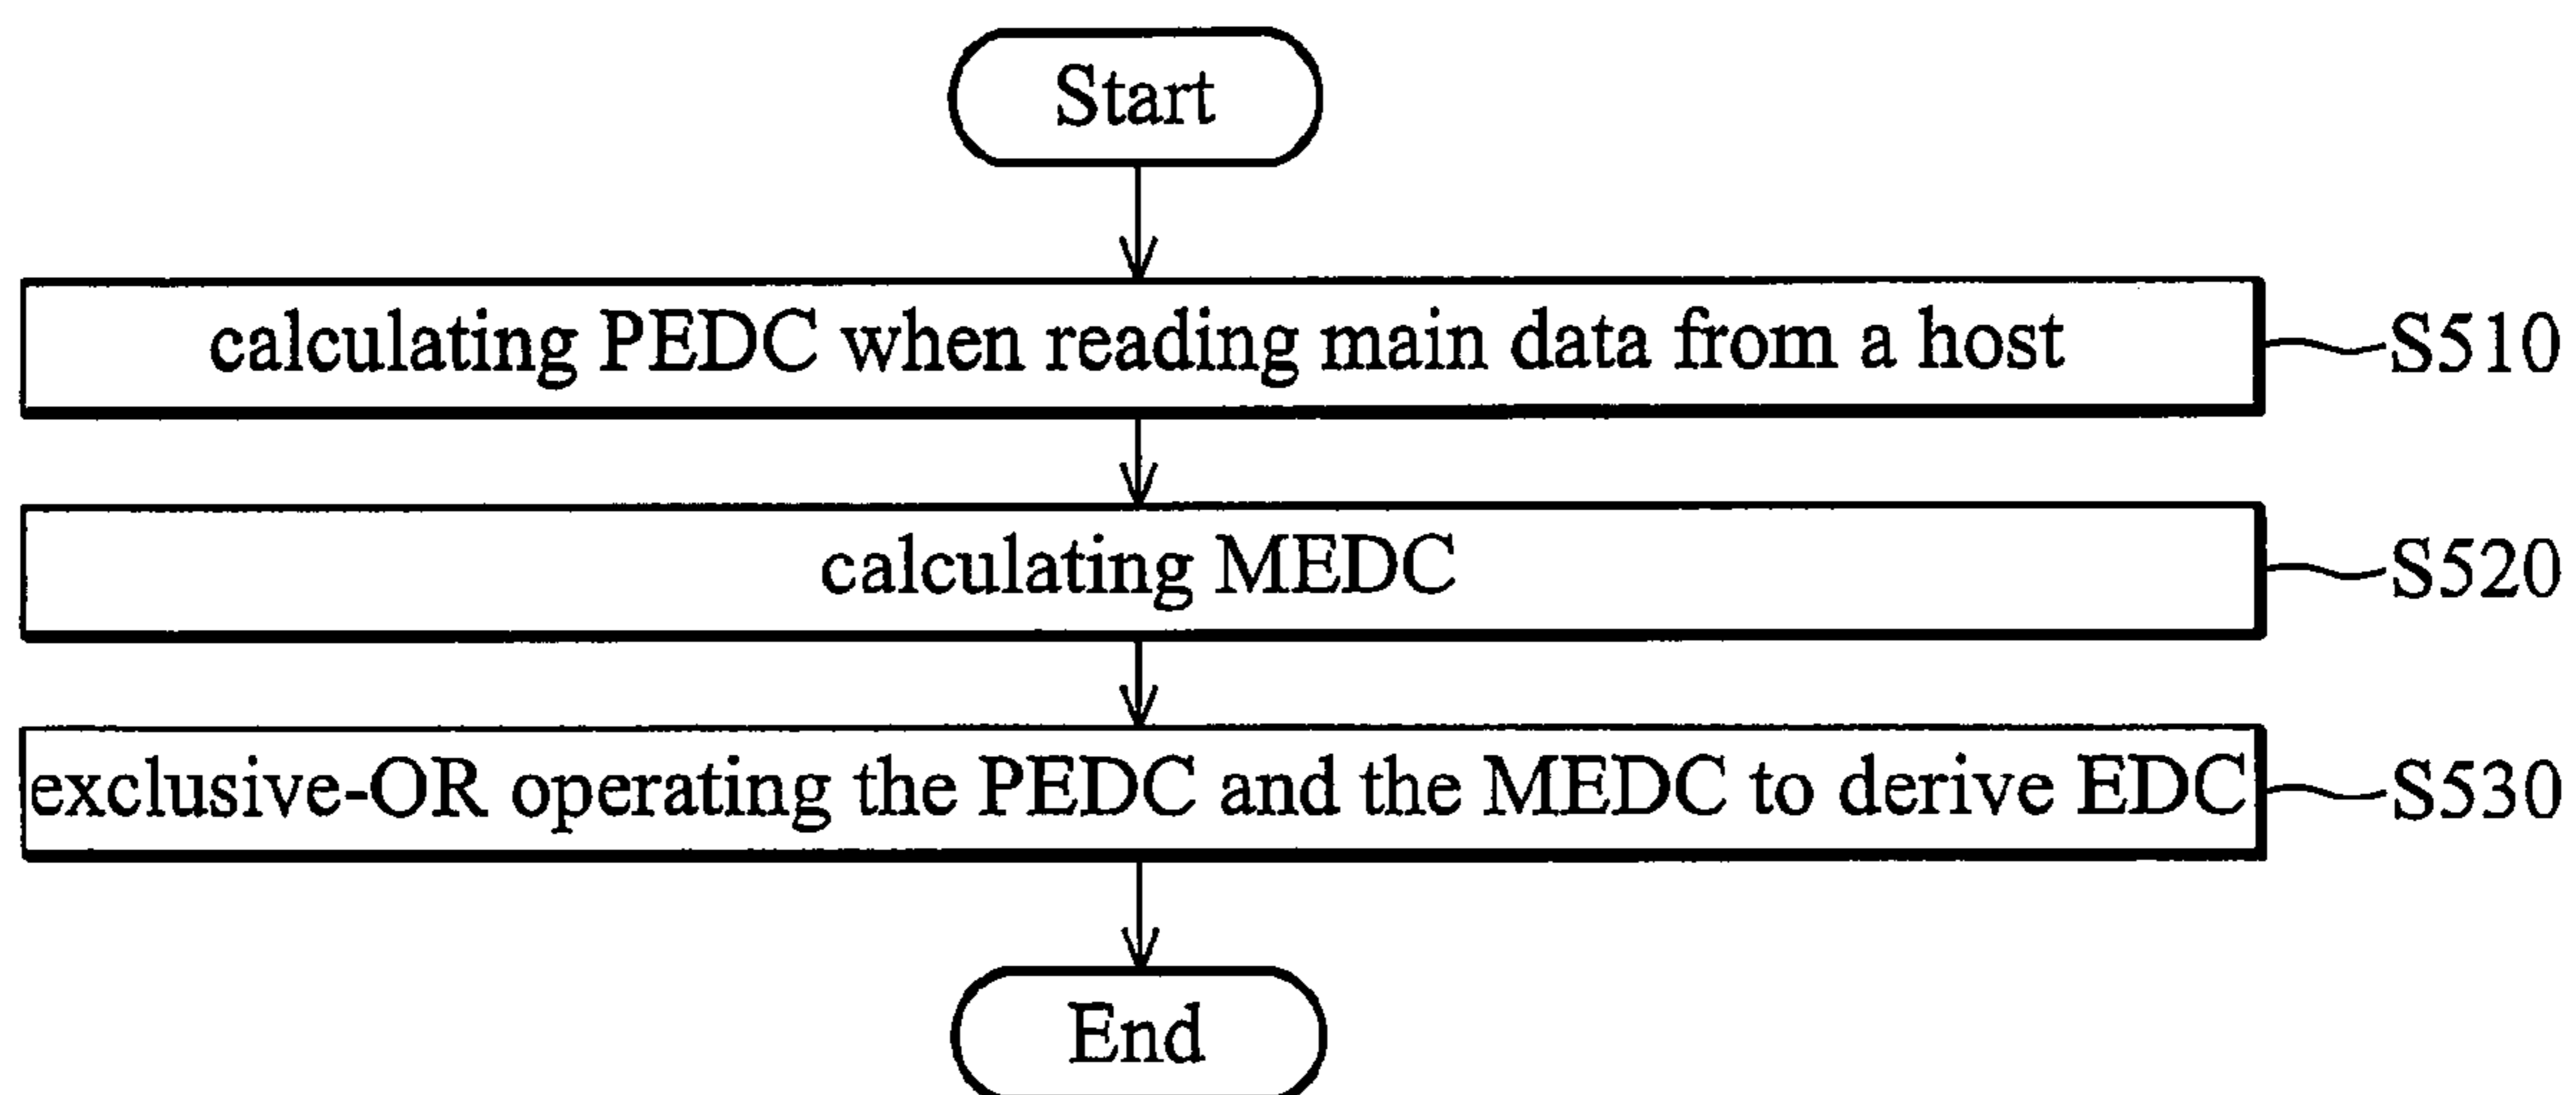 Start
calculating PEDC when reading main data from a host
S510
calculating MEDC
S520
exclusive-OR operating the PEDC and the MEDC to derive EDC
S530
End